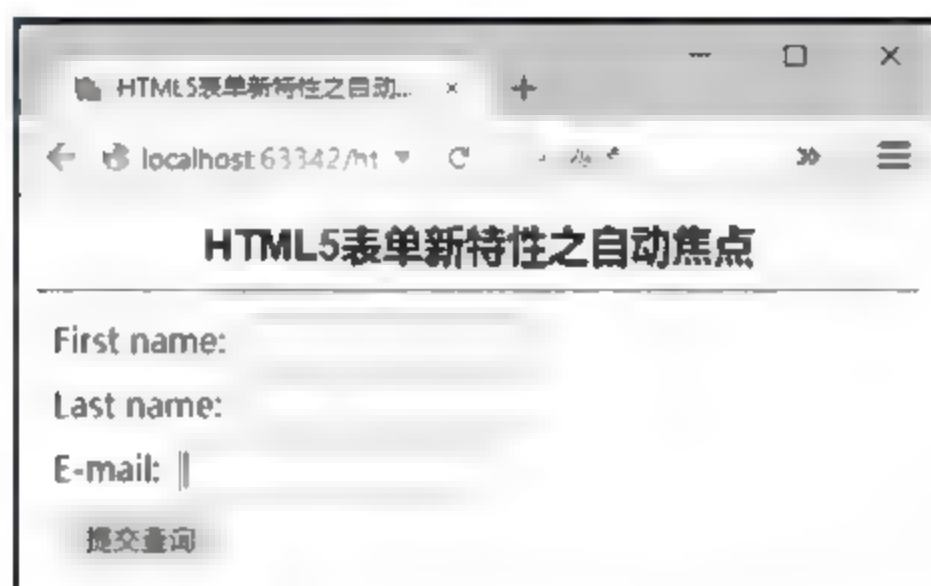 HTML5表单新特性之自动...
localhost:63342/ht
HTML5表单新特性之自动焦点
First name:
Last name:
E-mail:
提交查询